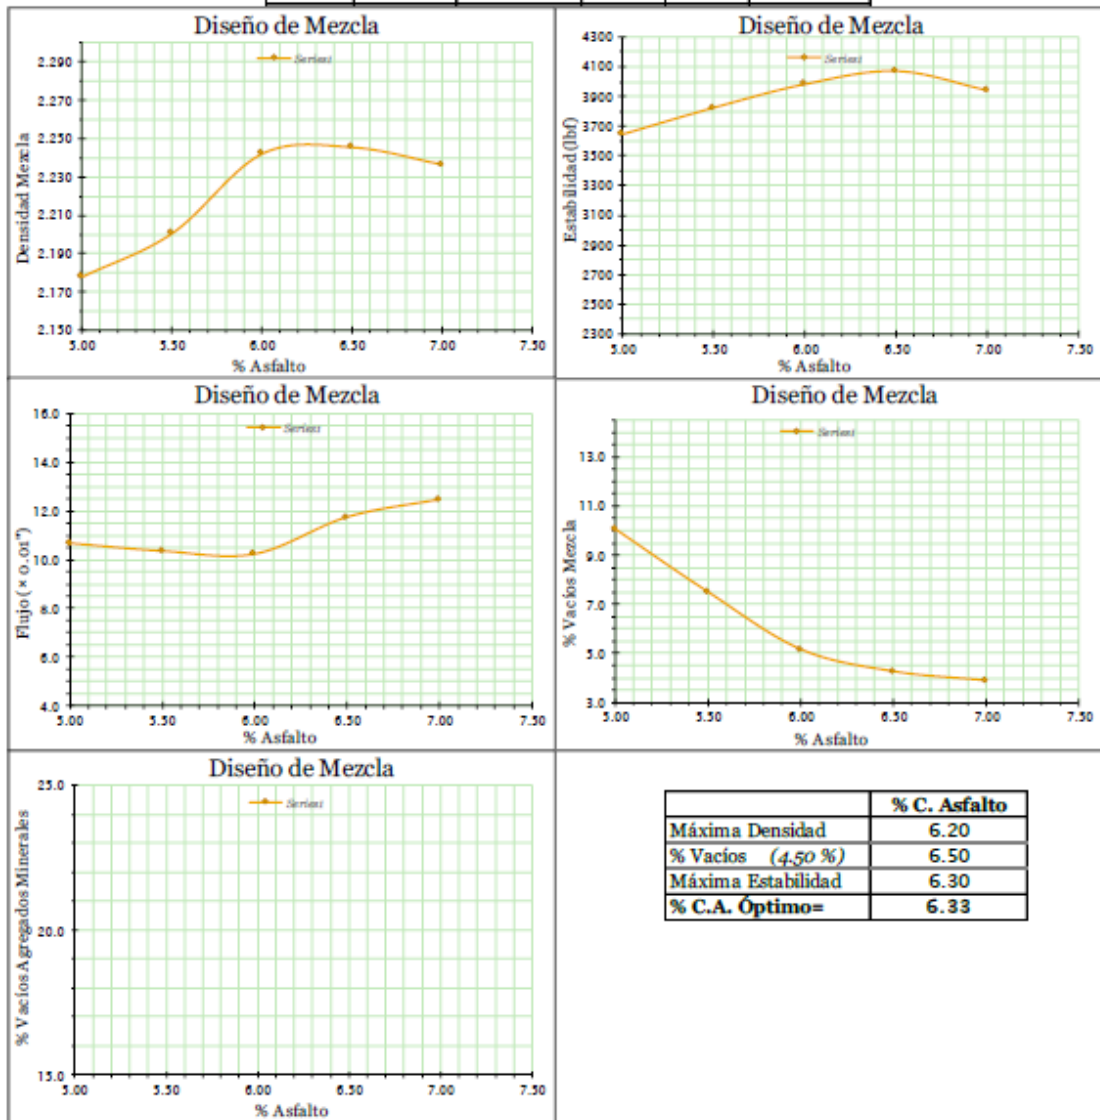 Diseño de Mezcla
Series1
Densidad Mezcla
2.290
2.270
2.250
2.230
2.210
2.190
2.170
2.150
5.00 5.50 6.00 6.50 7.00 7.50
% Asfalto
Diseño de Mezcla
Series1
Estabilidad (lbf)
4300
4100
3900
3700
3500
3300
3100
2900
2700
2500
2300
5.00 5.50 6.00 6.50 7.00 7.50
% Asfalto
Diseño de Mezcla
Series1
Flujo (× 0.01")
16.0
14.0
12.0
10.0
8.0
6.0
4.0
5.00 5.50 6.00 6.50 7.00 7.50
% Asfalto
Diseño de Mezcla
Series1
% Vacíos Mezcla
13.0
11.0
9.0
7.0
5.0
3.0
5.00 5.50 6.00 6.50 7.00 7.50
% Asfalto
Diseño de Mezcla
Series1
% Vacíos Agregados Minerales
25.0
20.0
15.0
5.00 5.50 6.00 6.50 7.00 7.50
% Asfalto
% C. Asfalto
Máxima Densidad 6.20
% Vacíos (4.50 %) 6.50
Máxima Estabilidad 6.30
% C.A. Óptimo= 6.33